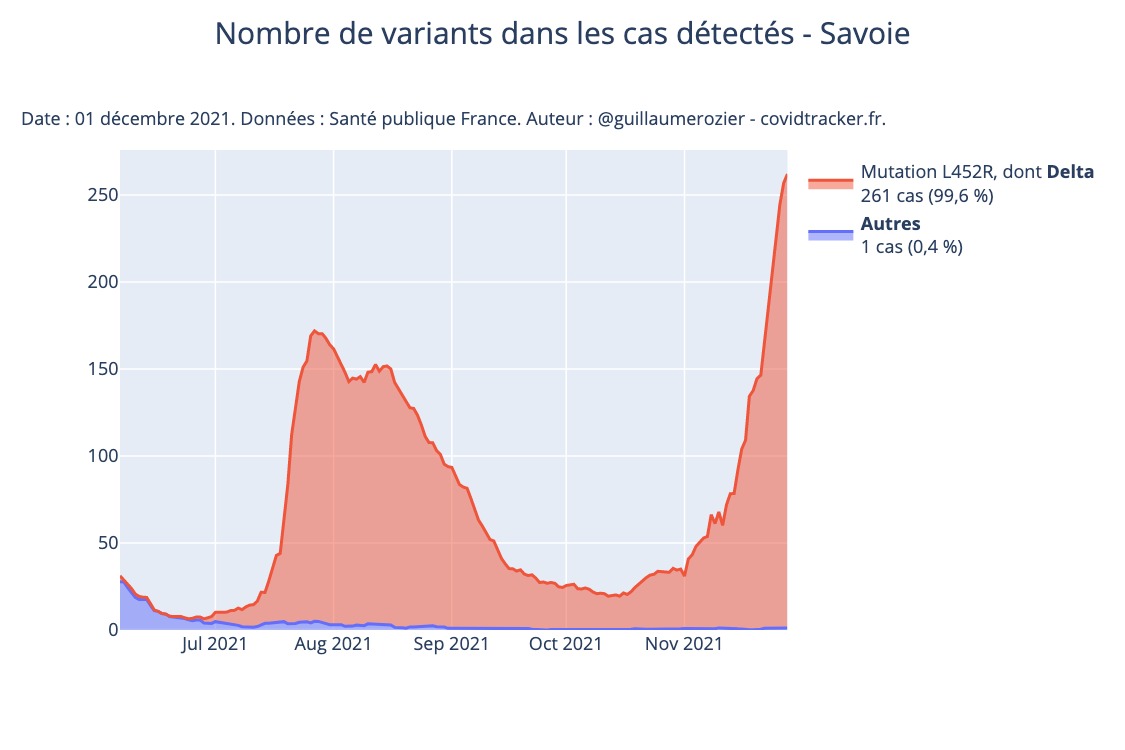 Nombre de variants dans les cas détectés - Savoie
Date : 01 décembre 2021. Données : Santé publique France. Auteur : @guillaumerozier - covidtracker.fr.
Mutation L452R, dont Delta
261 cas (99,6 %)
Autres
1 cas (0,4 %)
250
200
150
100
50
0
Jul 2021
Aug 2021
Sep 2021
Oct 2021
Nov 2021